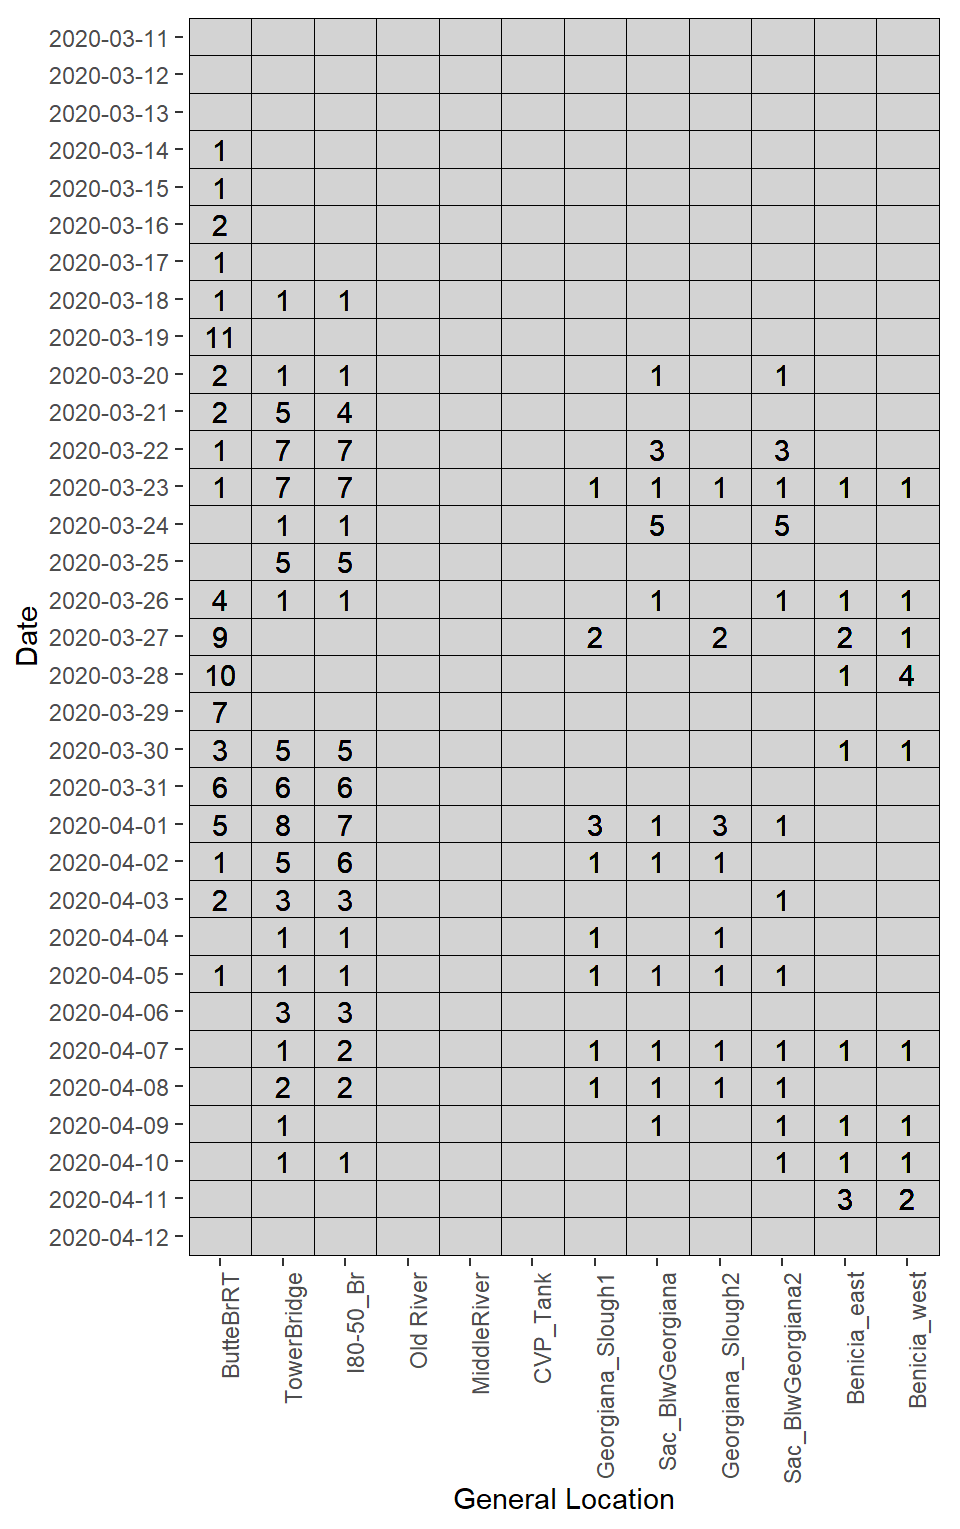 2020-03-11
2020-03-12
2020-03-13
2020-03-14 1
2020-03-15 1
2020-03-16 2
2020-03-17 1
2020-03-18 1 1 1
2020-03-19 11
2020-03-20 2 1 1 1 1
2020-03-21 2 5 4
2020-03-22 1 7 7 3 3
2020-03-23 1 7 7 1 1 1 1 1 1
2020-03-24 1 1 5 5
2020-03-25 5 5
2020-03-26 4 1 1 1 1 1 1
2020-03-27 9 2 2 2 1
2020-03-28 10 1 4
2020-03-29 7
2020-03-30 3 5 5 1 1
2020-03-31 6 6 6
2020-04-01 5 8 7 3 1 3 1
2020-04-02 1 5 6 1 1 1
2020-04-03 2 3 3 1
2020-04-04 1 1 1 1
2020-04-05 1 1 1 1 1 1 1
2020-04-06 3 3
2020-04-07 1 2 1 1 1 1 1 1
2020-04-08 2 2 1 1 1 1
2020-04-09 1 1 1 1 1
2020-04-10 1 1 1 1 1
2020-04-11 3 2
2020-04-12
Date
ButteBrRT
TowerBridge
I80-50_Br
Old River
MiddleRiver
CVP_Tank
Georgiana_Slough1
Sac_BlwGeorgiana
Georgiana_Slough2
Sac_BlwGeorgiana2
Benicia_east
Benicia_west
General Location